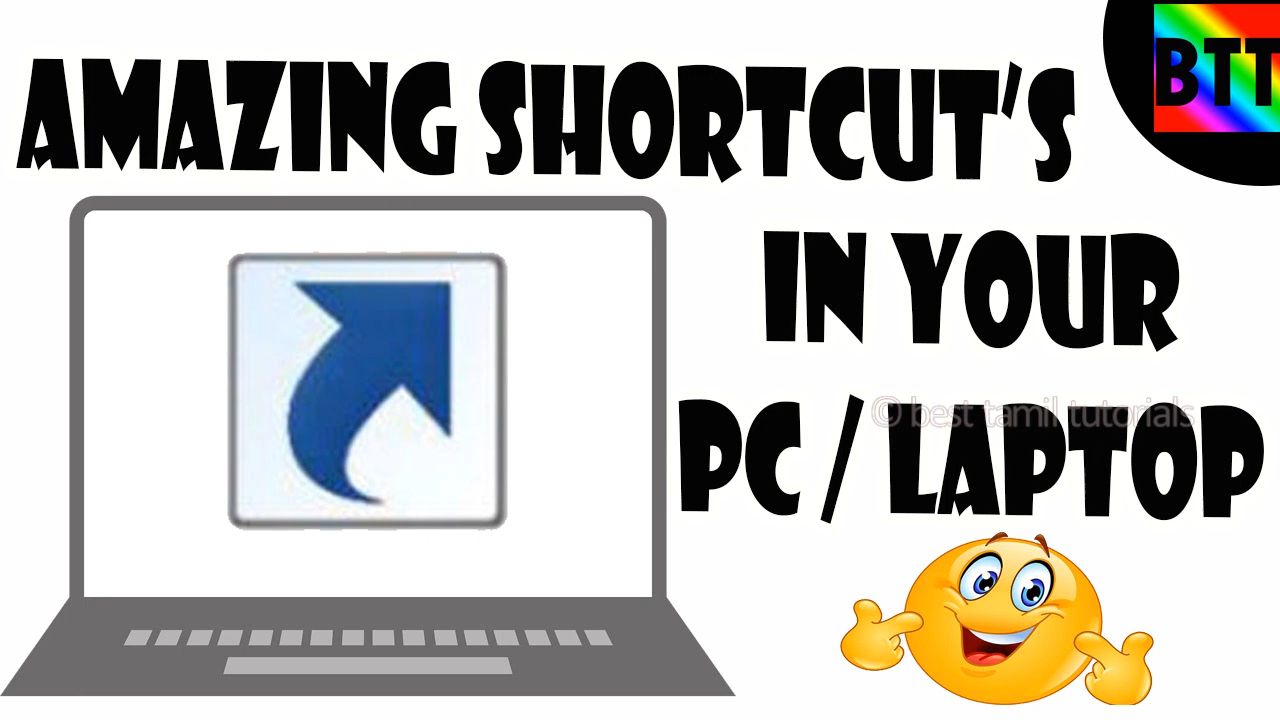 BTT
AMAZING SHORTCUT'S
IN YOUR
PC / LAPTOP
© best tamil tutorials